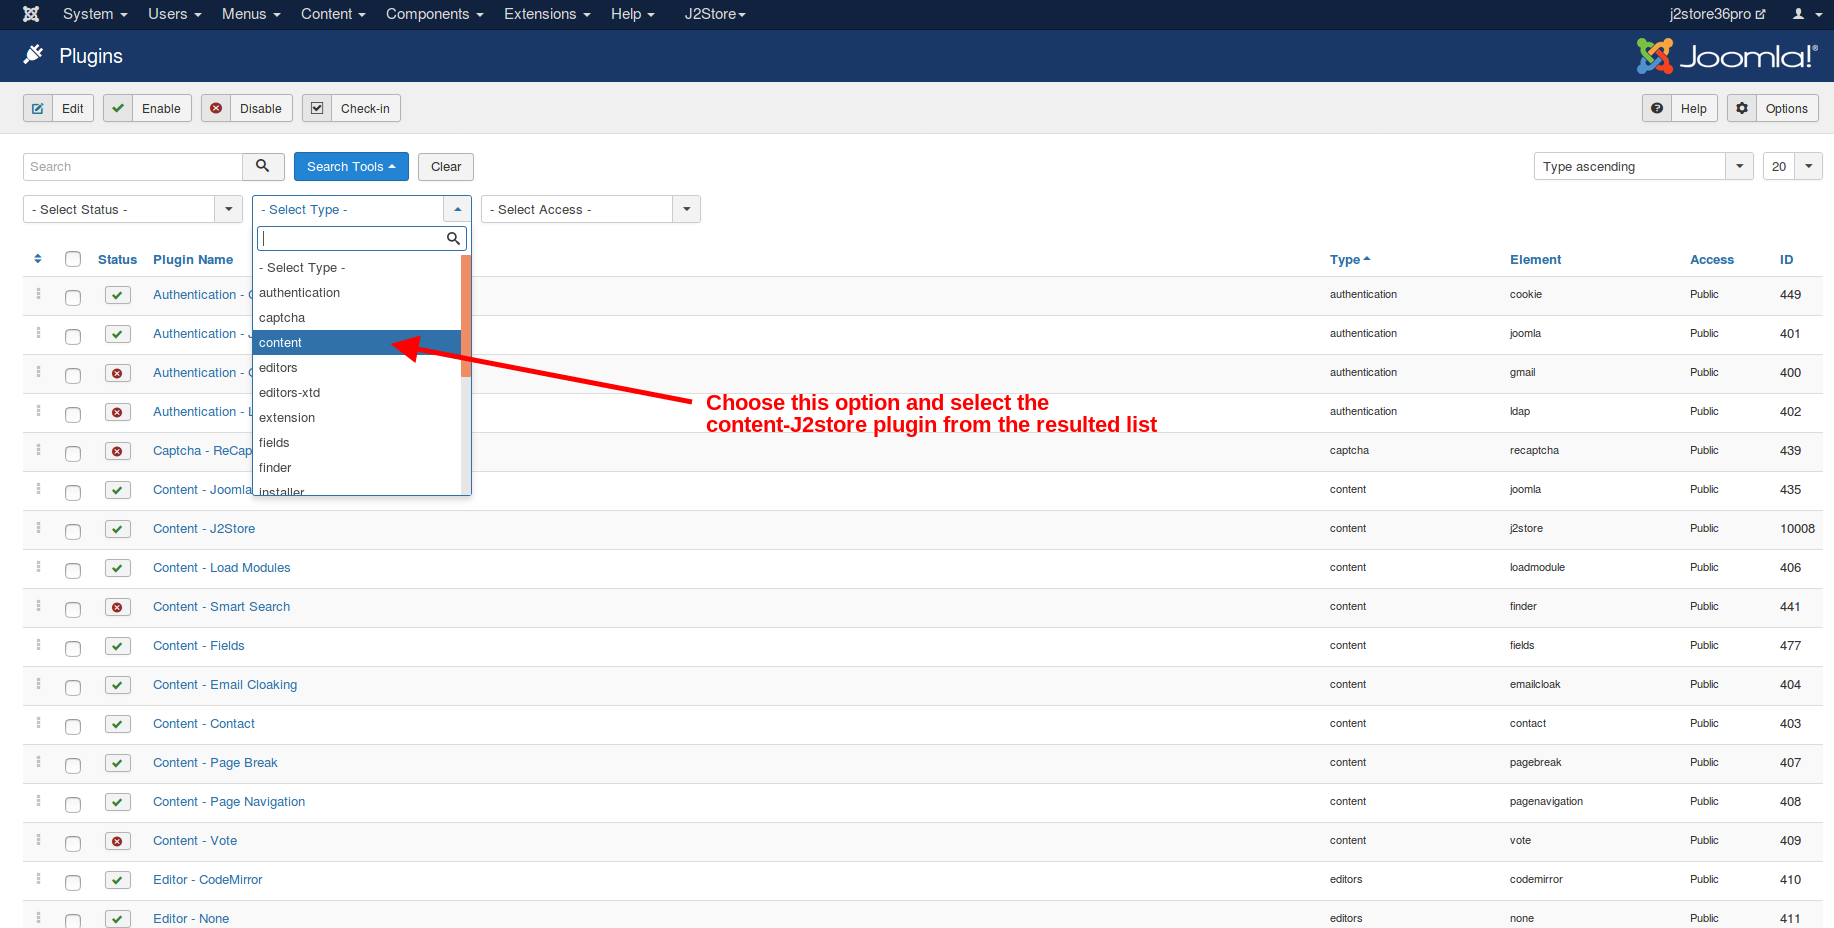 System Users Menus Content Components Extensions Help J2Store j2store36pro
Plugins Joomla!®
Edit Enable Disable Check-in Help Options
Search Search Tools Clear Type ascending 20
- Select Status - - Select Type - - Select Access -
- Select Type -
authentication
captcha
content
editors
editors-xtd
extension
fields
finder
installer
Choose this option and select the
content-J2store plugin from the resulted list
Status Plugin Name Type Element Access ID
Authentication - authentication cookie Public 449
Authentication - authentication joomla Public 401
Authentication - authentication gmail Public 400
Authentication - authentication ldap Public 402
Captcha - ReCap captcha recaptcha Public 439
Content - Joomla content joomla Public 435
Content - J2Store content j2store Public 10008
Content - Load Modules content loadmodule Public 406
Content - Smart Search content finder Public 441
Content - Fields content fields Public 477
Content - Email Cloaking content emailcloak Public 404
Content - Contact content contact Public 403
Content - Page Break content pagebreak Public 407
Content - Page Navigation content pagenavigation Public 408
Content - Vote content vote Public 409
Editor - CodeMirror editors codemirror Public 410
Editor - None editors none Public 411